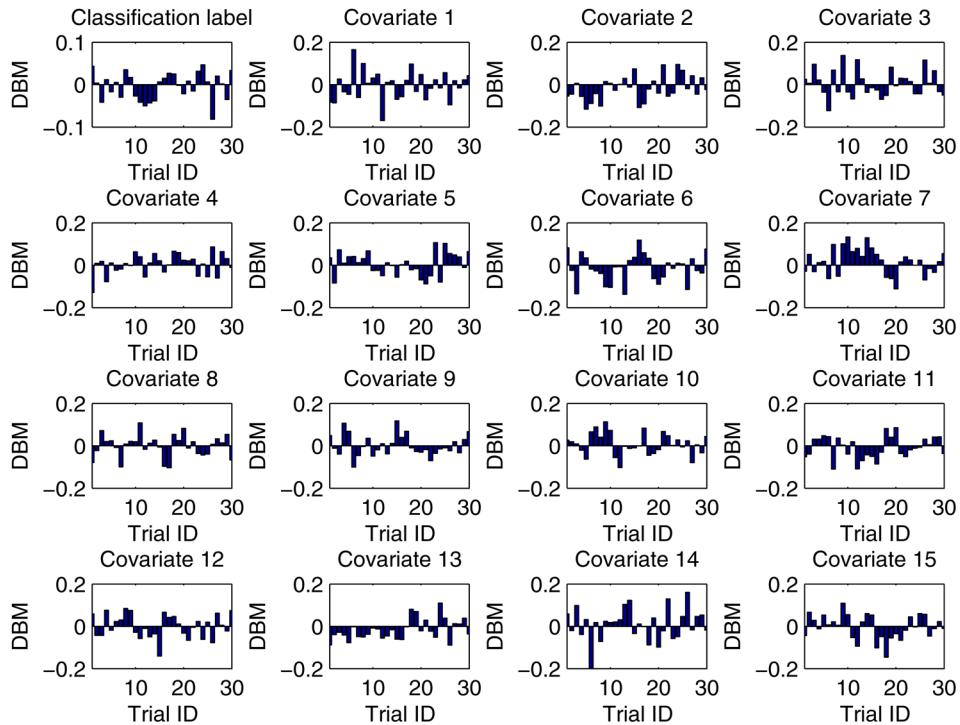 Classification label
Covariate 1
Covariate 2
Covariate 3
0.1
0
−0.1
DBM
10
20
30
Trial ID
0.2
0
−0.2
DBM
10
20
30
Trial ID
0.2
0
−0.2
DBM
10
20
30
Trial ID
0.2
0
−0.2
DBM
10
20
30
Trial ID
Covariate 4
Covariate 5
Covariate 6
Covariate 7
0.2
0
−0.2
DBM
10
20
30
Trial ID
0.2
0
−0.2
DBM
10
20
30
Trial ID
0.2
0
−0.2
DBM
10
20
30
Trial ID
0.2
0
−0.2
DBM
10
20
30
Trial ID
Covariate 8
Covariate 9
Covariate 10
Covariate 11
0.2
0
−0.2
DBM
10
20
30
Trial ID
0.2
0
−0.2
DBM
10
20
30
Trial ID
0.2
0
−0.2
DBM
10
20
30
Trial ID
0.2
0
−0.2
DBM
10
20
30
Trial ID
Covariate 12
Covariate 13
Covariate 14
Covariate 15
0.2
0
−0.2
DBM
10
20
30
Trial ID
0.2
0
−0.2
DBM
10
20
30
Trial ID
0.2
0
−0.2
DBM
10
20
30
Trial ID
0.2
0
−0.2
DBM
10
20
30
Trial ID